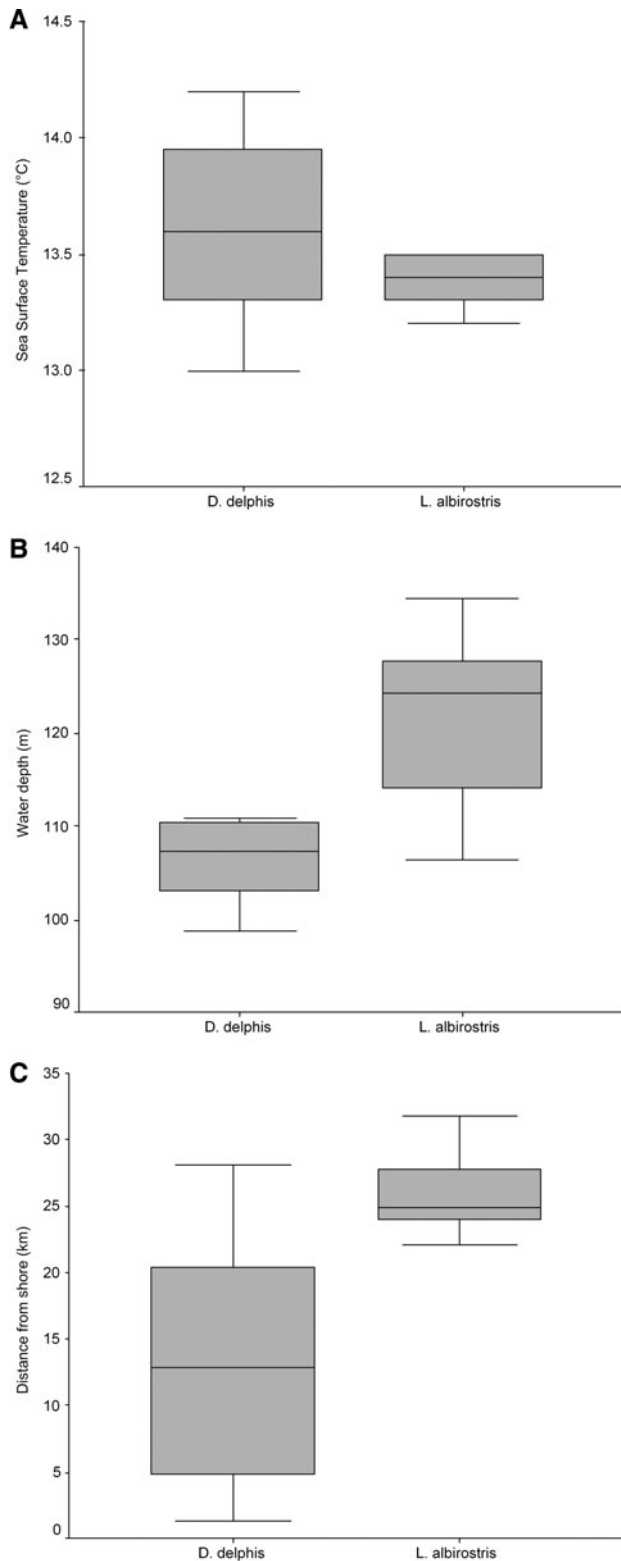 A
Sea Surface Temperature (°C)
14.5
14.0
13.5
13.0
12.5
D. delphis L. albirostris
B
Water depth (m)
140
130
120
110
100
90
D. delphis L. albirostris
C
Distance from shore (km)
35
30
25
20
15
10
5
0
D. delphis L. albirostris